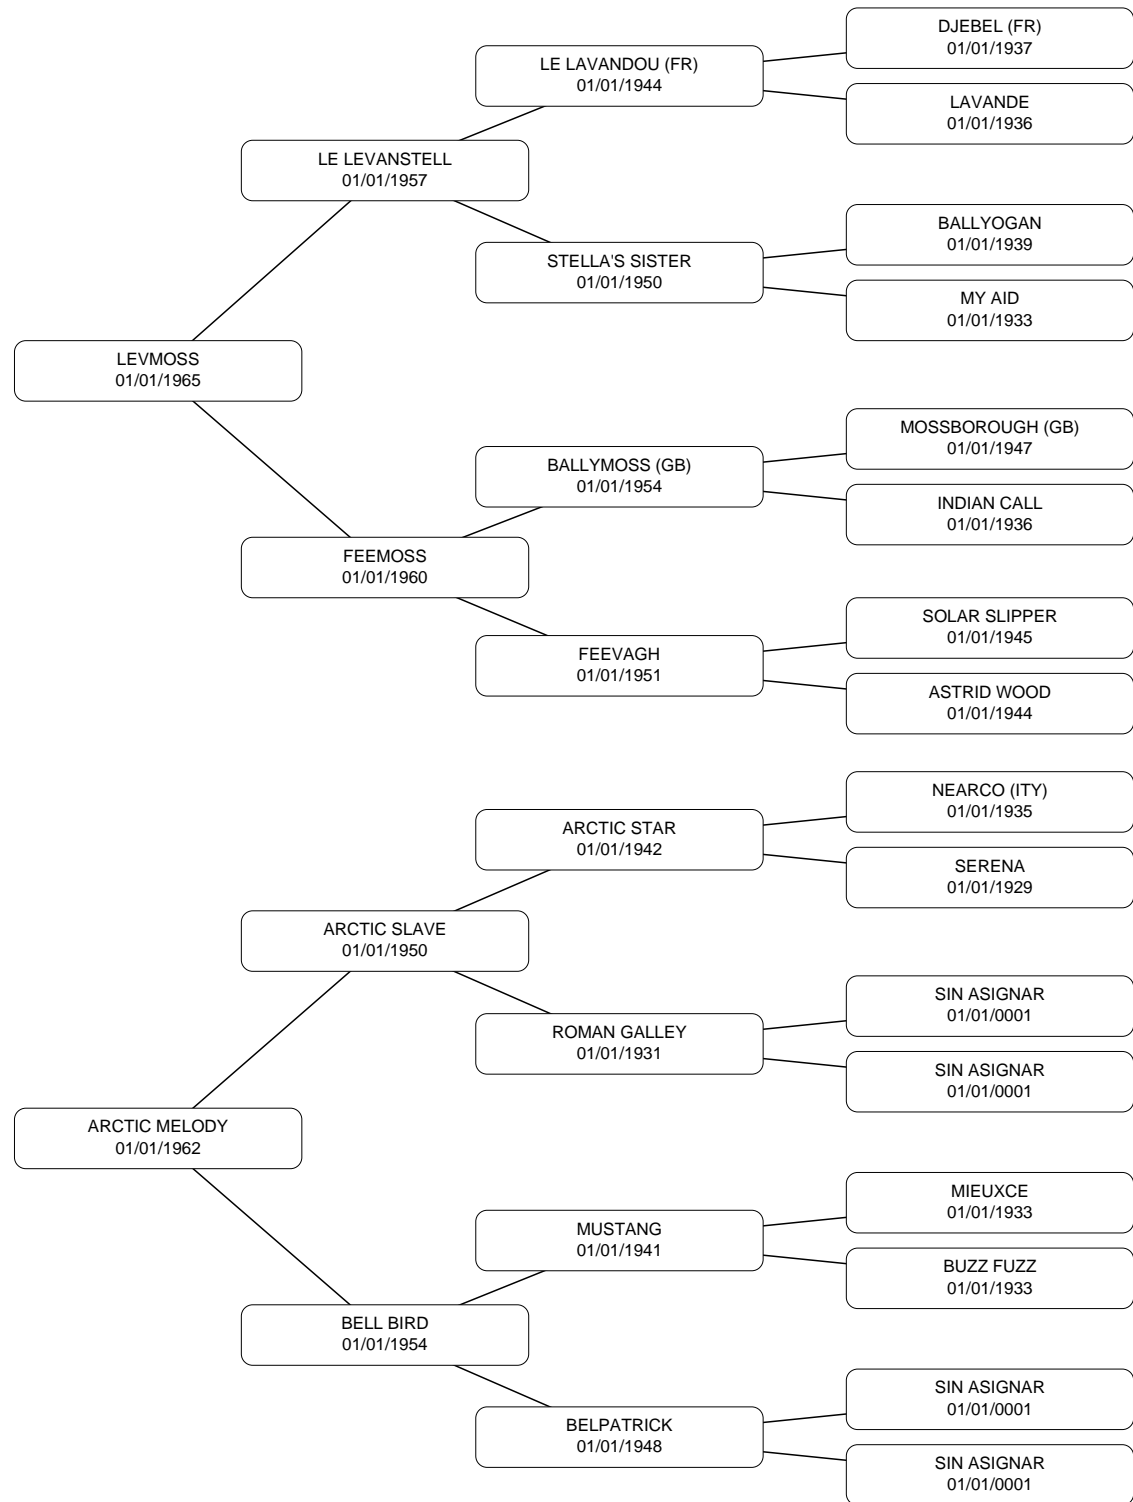 DJEBEL (FR)
01/01/1937
LE LAVANDOU (FR)
01/01/1944
LAVANDE
01/01/1936
LE LEVANSTELL
01/01/1957
BALLYOGAN
01/01/1939
STELLA'S SISTER
01/01/1950
MY AID
01/01/1933
LEVMOSS
01/01/1965
MOSSBOROUGH (GB)
01/01/1947
BALLYMOSS (GB)
01/01/1954
INDIAN CALL
01/01/1936
FEEMOSS
01/01/1960
SOLAR SLIPPER
01/01/1945
FEEVAGH
01/01/1951
ASTRID WOOD
01/01/1944
NEARCO (ITY)
01/01/1935
ARCTIC STAR
01/01/1942
SERENA
01/01/1929
ARCTIC SLAVE
01/01/1950
SIN ASIGNAR
01/01/0001
ROMAN GALLEY
01/01/1931
SIN ASIGNAR
01/01/0001
ARCTIC MELODY
01/01/1962
MIEUXCE
01/01/1933
MUSTANG
01/01/1941
BUZZ FUZZ
01/01/1933
BELL BIRD
01/01/1954
SIN ASIGNAR
01/01/0001
BELPATRICK
01/01/1948
SIN ASIGNAR
01/01/0001